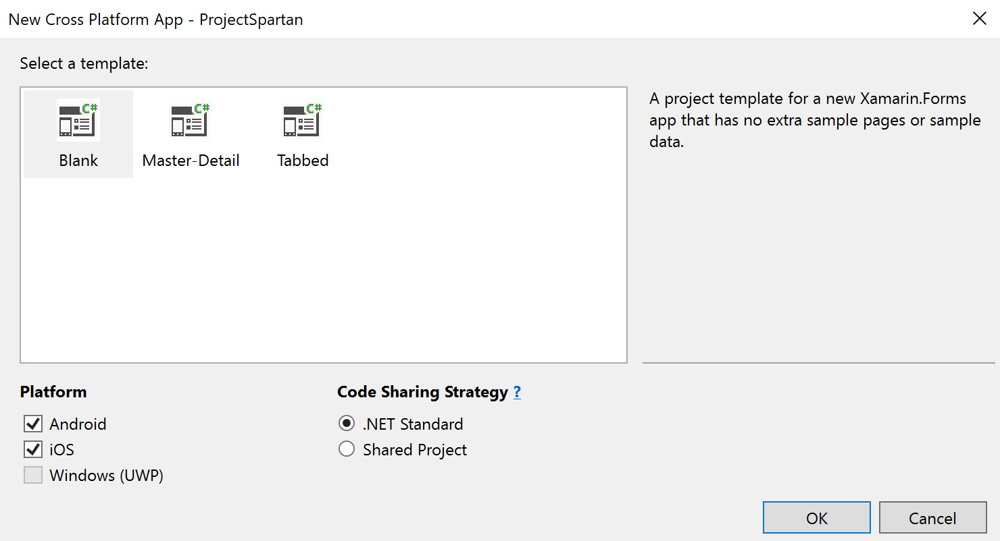 New Cross Platform App - ProjectSpartan
Select a template:
C#
Blank
C#
Master-Detail
C#
Tabbed
A project template for a new Xamarin.Forms
app that has no extra sample pages or sample
data.
Platform
Android
iOS
Windows (UWP)
Code Sharing Strategy ?
.NET Standard
Shared Project
OK
Cancel